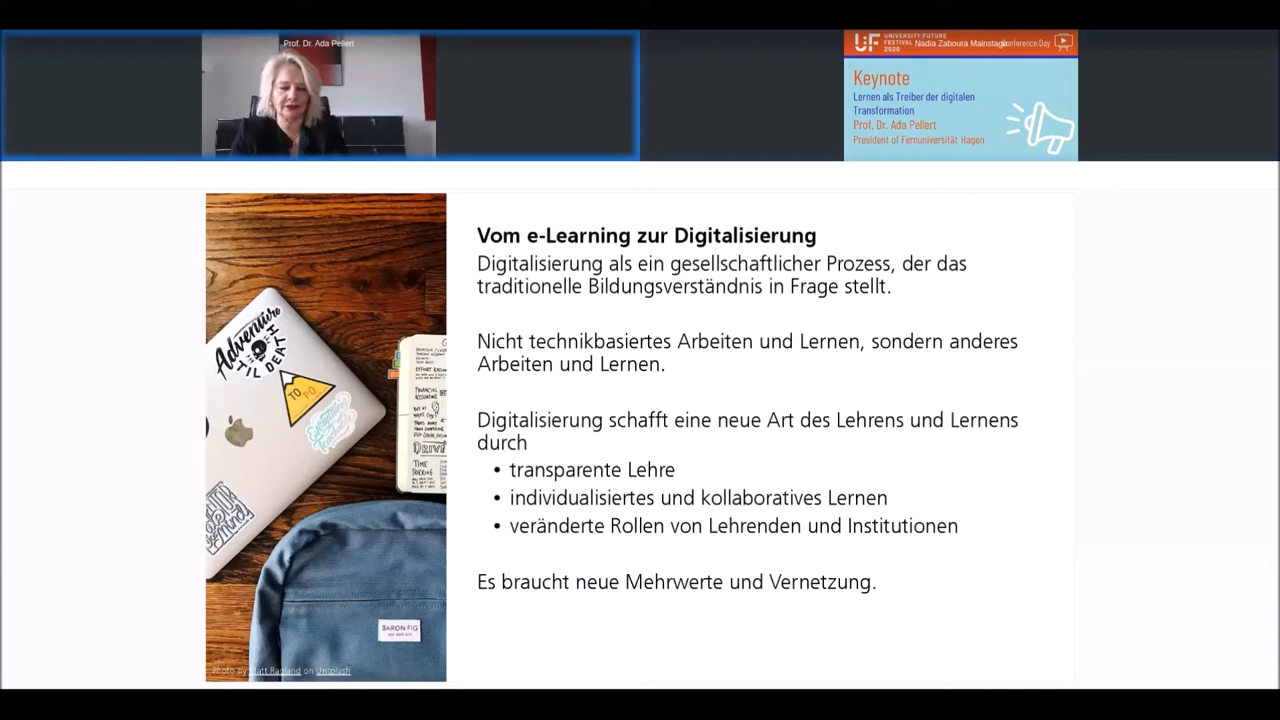 Prof. Dr. Ada Pellert
UNIVERSITY:FUTURE
FESTIVAL
2020
Nadia Zaboura Mainstage
Conference:Day
Keynote
Lernen als Treiber der digitalen
Transformation
Prof. Dr. Ada Pellert
President of Fernuniversität Hagen
Vom e-Learning zur Digitalisierung
Digitalisierung als ein gesellschaftlicher Prozess, der das
traditionelle Bildungsverständnis in Frage stellt.
Nicht technikbasiertes Arbeiten und Lernen, sondern anderes
Arbeiten und Lernen.
Digitalisierung schafft eine neue Art des Lehrens und Lernens
durch
• transparente Lehre
• individualisiertes und kollaboratives Lernen
• veränderte Rollen von Lehrenden und Institutionen
Es braucht neue Mehrwerte und Vernetzung.
Adventure
TIL DEATH
TO
PO
FINANCIAL
TIME
BARON FIG
Photo by Matt Ragland on Unsplash